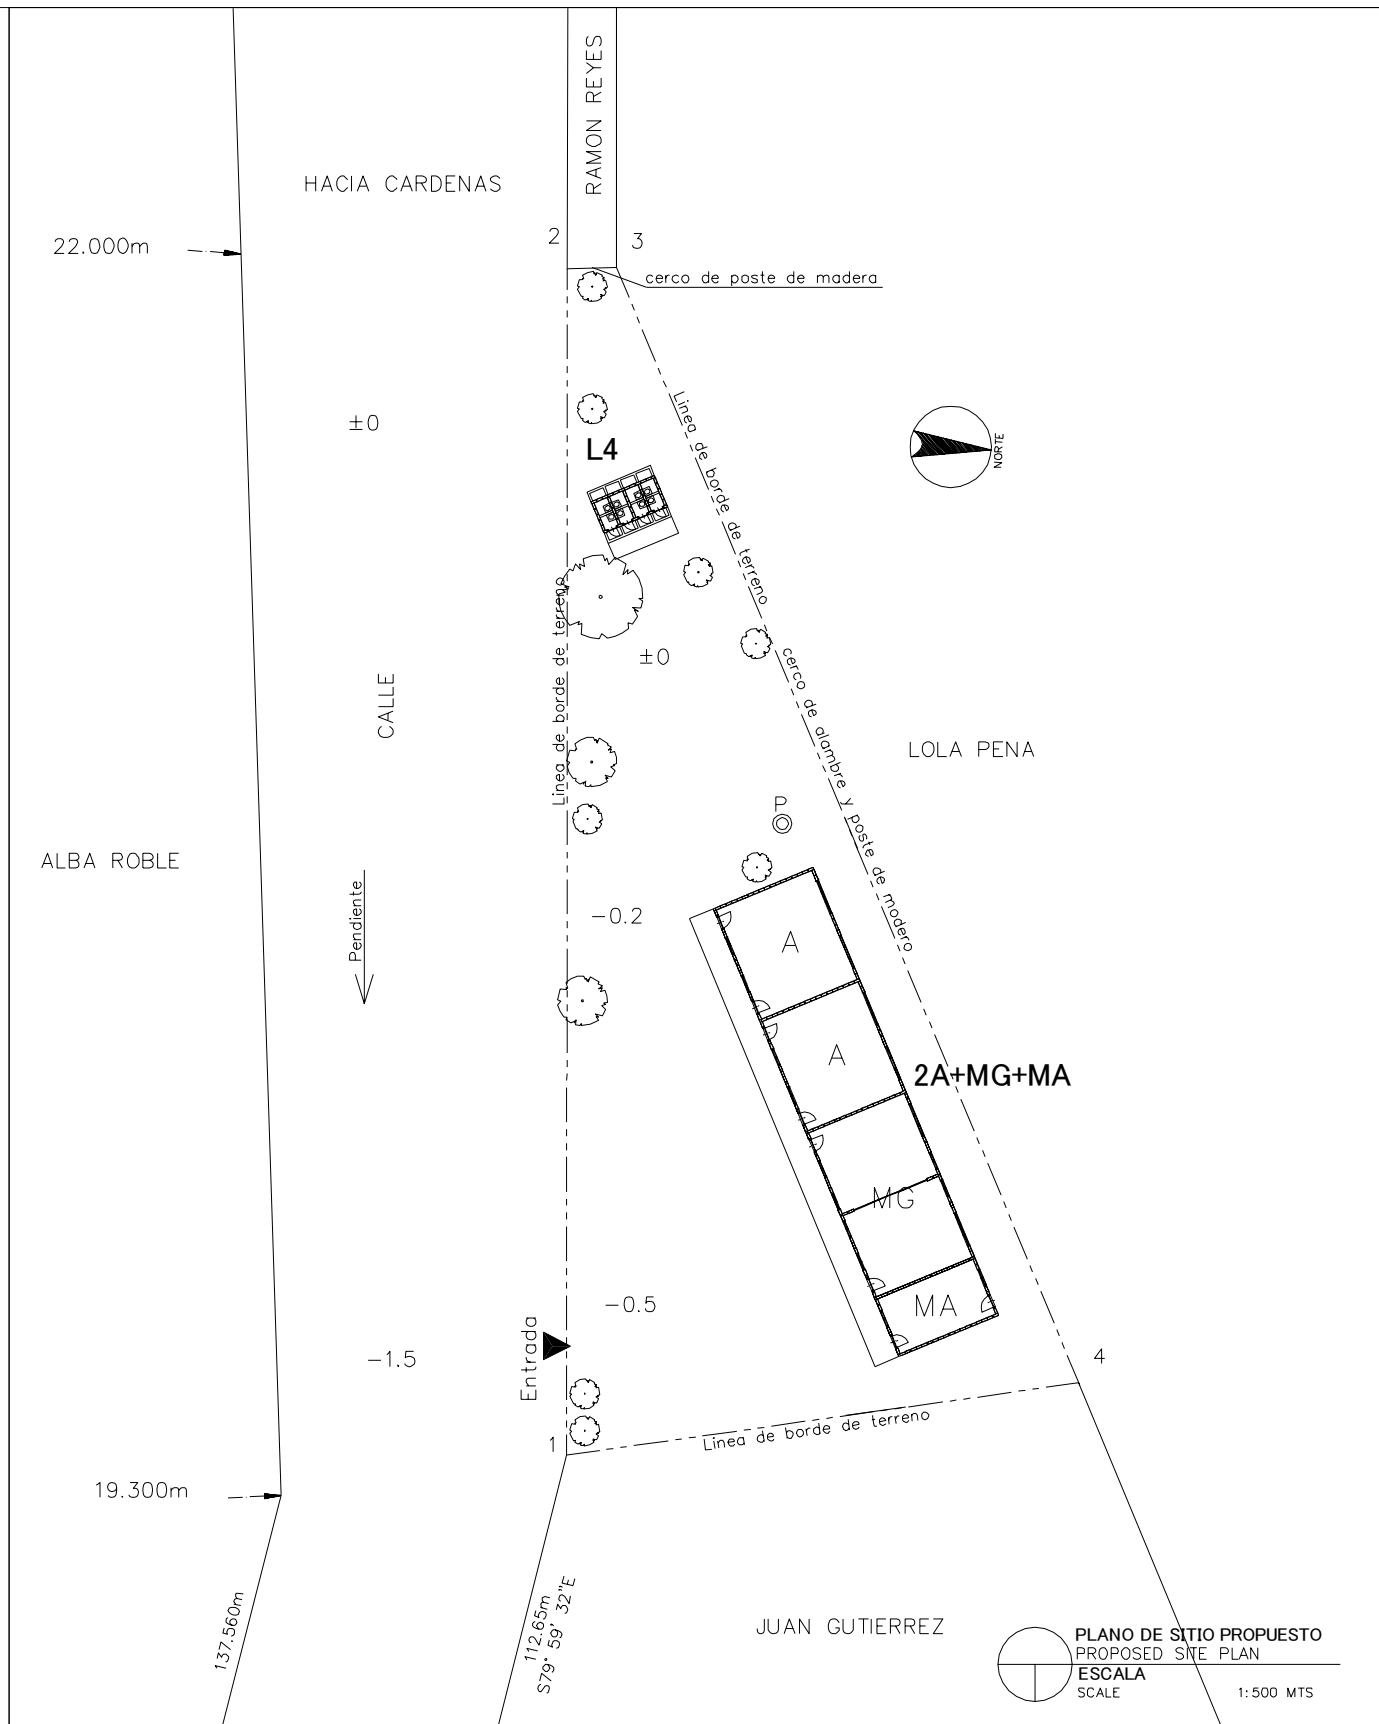 RAMON REYES
HACIA CARDENAS
22.000m
2
3
cerco de poste de madera
±0
L4
Linea de borde de terreno
NORTE
Linea de borde de terreno
±0
cerco de alambre y poste de modero
CALLE
LOLA PENA
P
ALBA ROBLE
Pendiente
-0.2
A
A
2A+MG+MA
MG
MA
-0.5
Entrada
-1.5
4
1
Linea de borde de terreno
19.300m
137.560m
112.65m
S79° 59' 32"E
JUAN GUTIERREZ
PLANO DE SITIO PROPUESTO
PROPOSED SITE PLAN
ESCALA
SCALE 1:500 MTS